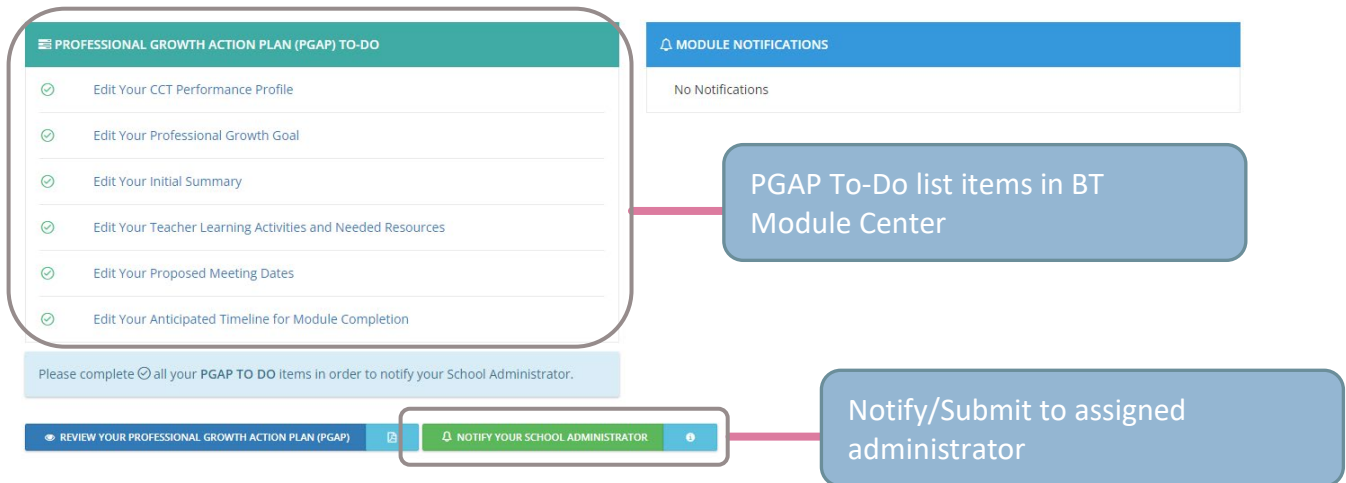 PROFESSIONAL GROWTH ACTION PLAN (PGAP) TO-DO
Edit Your CCT Performance Profile
Edit Your Professional Growth Goal
Edit Your Initial Summary
Edit Your Teacher Learning Activities and Needed Resources
Edit Your Proposed Meeting Dates
Edit Your Anticipated Timeline for Module Completion
MODULE NOTIFICATIONS
No Notifications
PGAP To-Do list items in BT
Module Center
Please complete all your PGAP TO DO items in order to notify your School Administrator.
REVIEW YOUR PROFESSIONAL GROWTH ACTION PLAN (PGAP)
NOTIFY YOUR SCHOOL ADMINISTRATOR
Notify/Submit to assigned
administrator